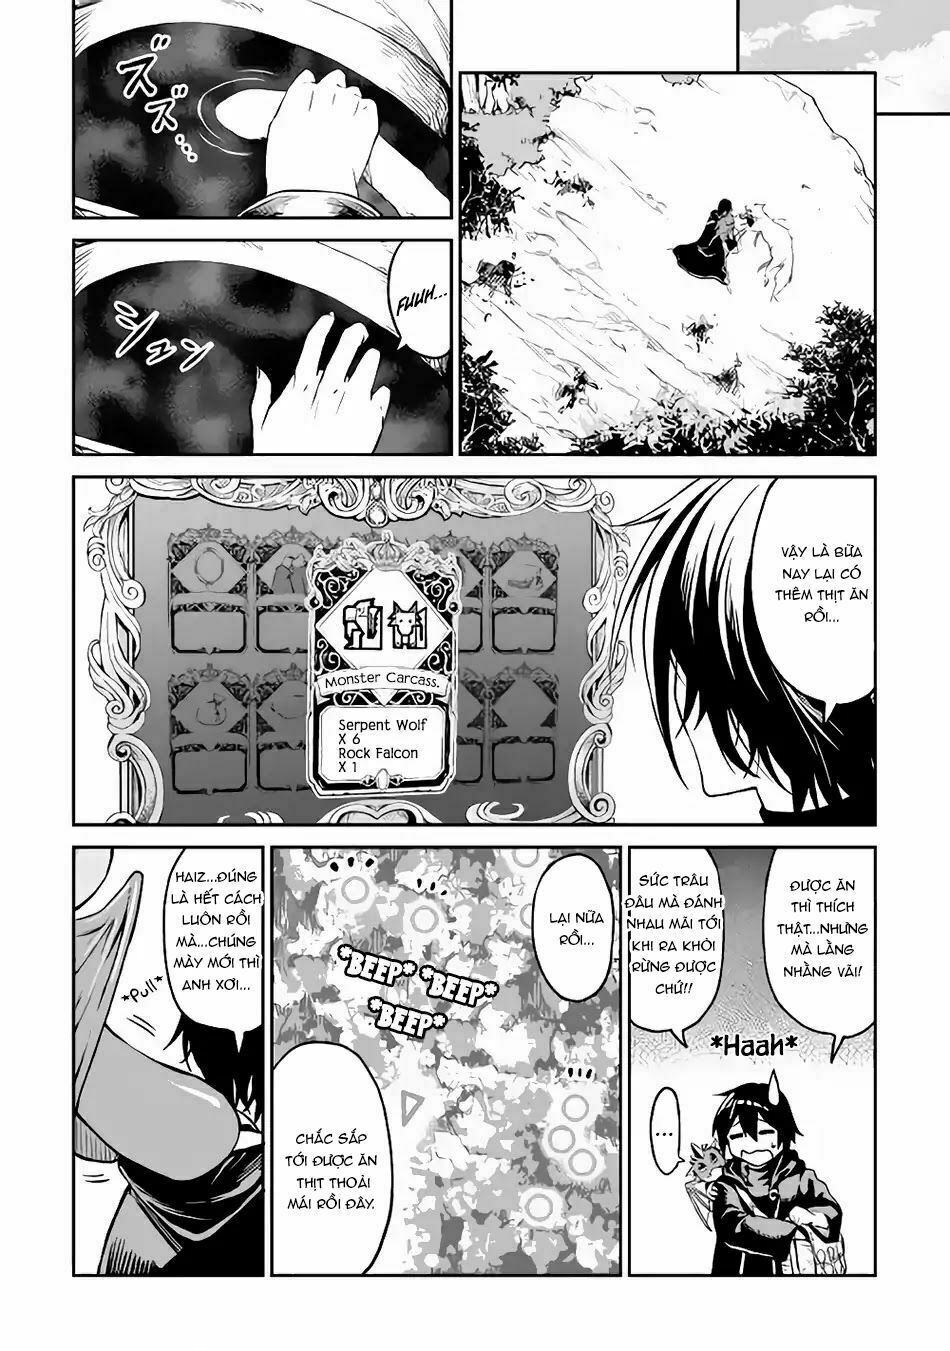 ズズズ…
FUUH...
シュン
VẬY LÀ BỮA
NAY LẠI CÓ
THÊM THỊT ĂN
RỒI...
Monster Carcass.
Serpent Wolf
X 6
Rock Falcon
X 1
ĐƯỢC ĂN
THÌ THÍCH
THẬT...NHƯNG
MÀ LẰNG
NHẰNG VÃI!
SỨC TRÂU
ĐÂU MÀ ĐÁNH
NHAU MÃI TỚI
KHI RA KHỎI
RỪNG ĐƯỢC
CHỨ!!
*Haah*
...
LẠI NỮA
RỒI...
*BEEP* *BEEP*
*BEEP*
CHẮC SẮP
TỚI ĐƯỢC ĂN
THỊT THOẢI
MÁI RỒI ĐÂY.
HAIZ...ĐÚNG
LÀ HẾT CÁCH
LUÔN RỒI
MÀ...CHÚNG
MÀY MỚI THÌ
ANH XƠI...
*Pull*